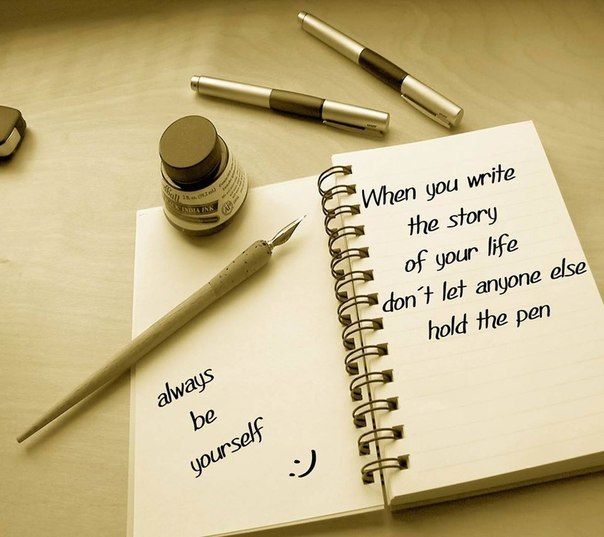 INDIA INK
When you write
the story
of your life
don´t let anyone else
hold the pen
always
be
yourself
:-)